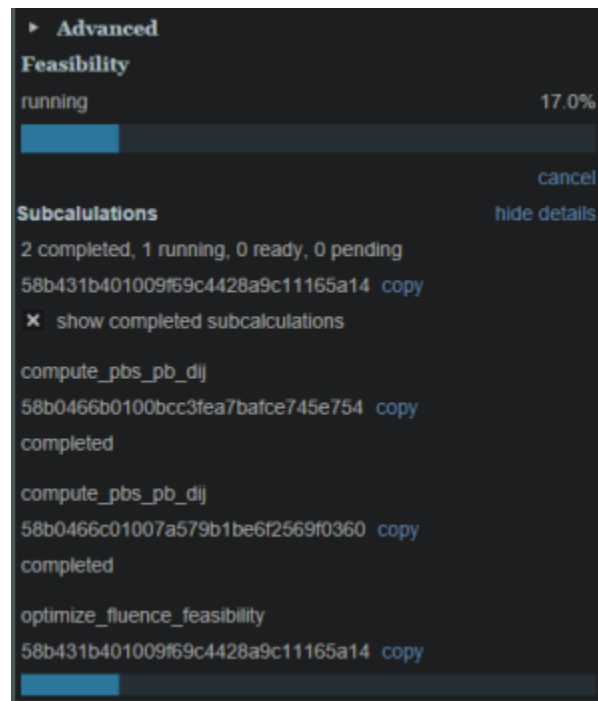 Advanced
Feasibility
running 17.0%
cancel
Subcalulations hide details
2 completed, 1 running, 0 ready, 0 pending
58b431b401009f69c4428a9c11165a14 copy
show completed subcalculations
compute_pbs_pb_dij
58b0466b0100bcc3fea7bafce745e754 copy
completed
compute_pbs_pb_dij
58b0466c01007a579b1be6f2569f0360 copy
completed
optimize_fluence_feasibility
58b431b401009f69c4428a9c11165a14 copy